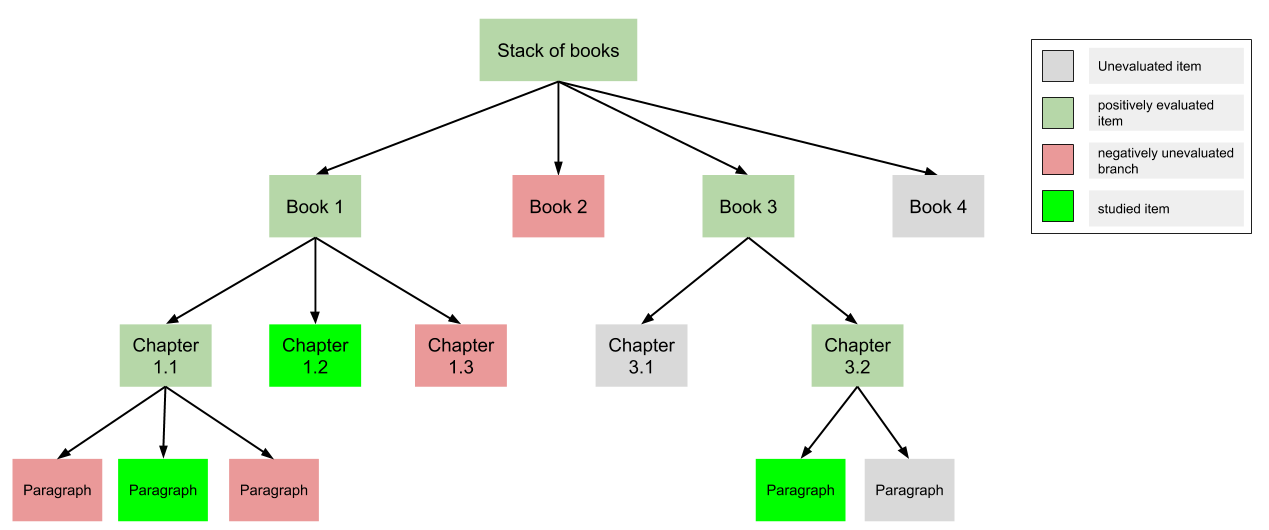 Stack of books
Unevaluated item
positively evaluated
item
negatively unevaluated
branch
studied item
Book 1
Book 2
Book 3
Book 4
Chapter
1.1
Chapter
1.2
Chapter
1.3
Chapter
3.1
Chapter
3.2
Paragraph
Paragraph
Paragraph
Paragraph
Paragraph